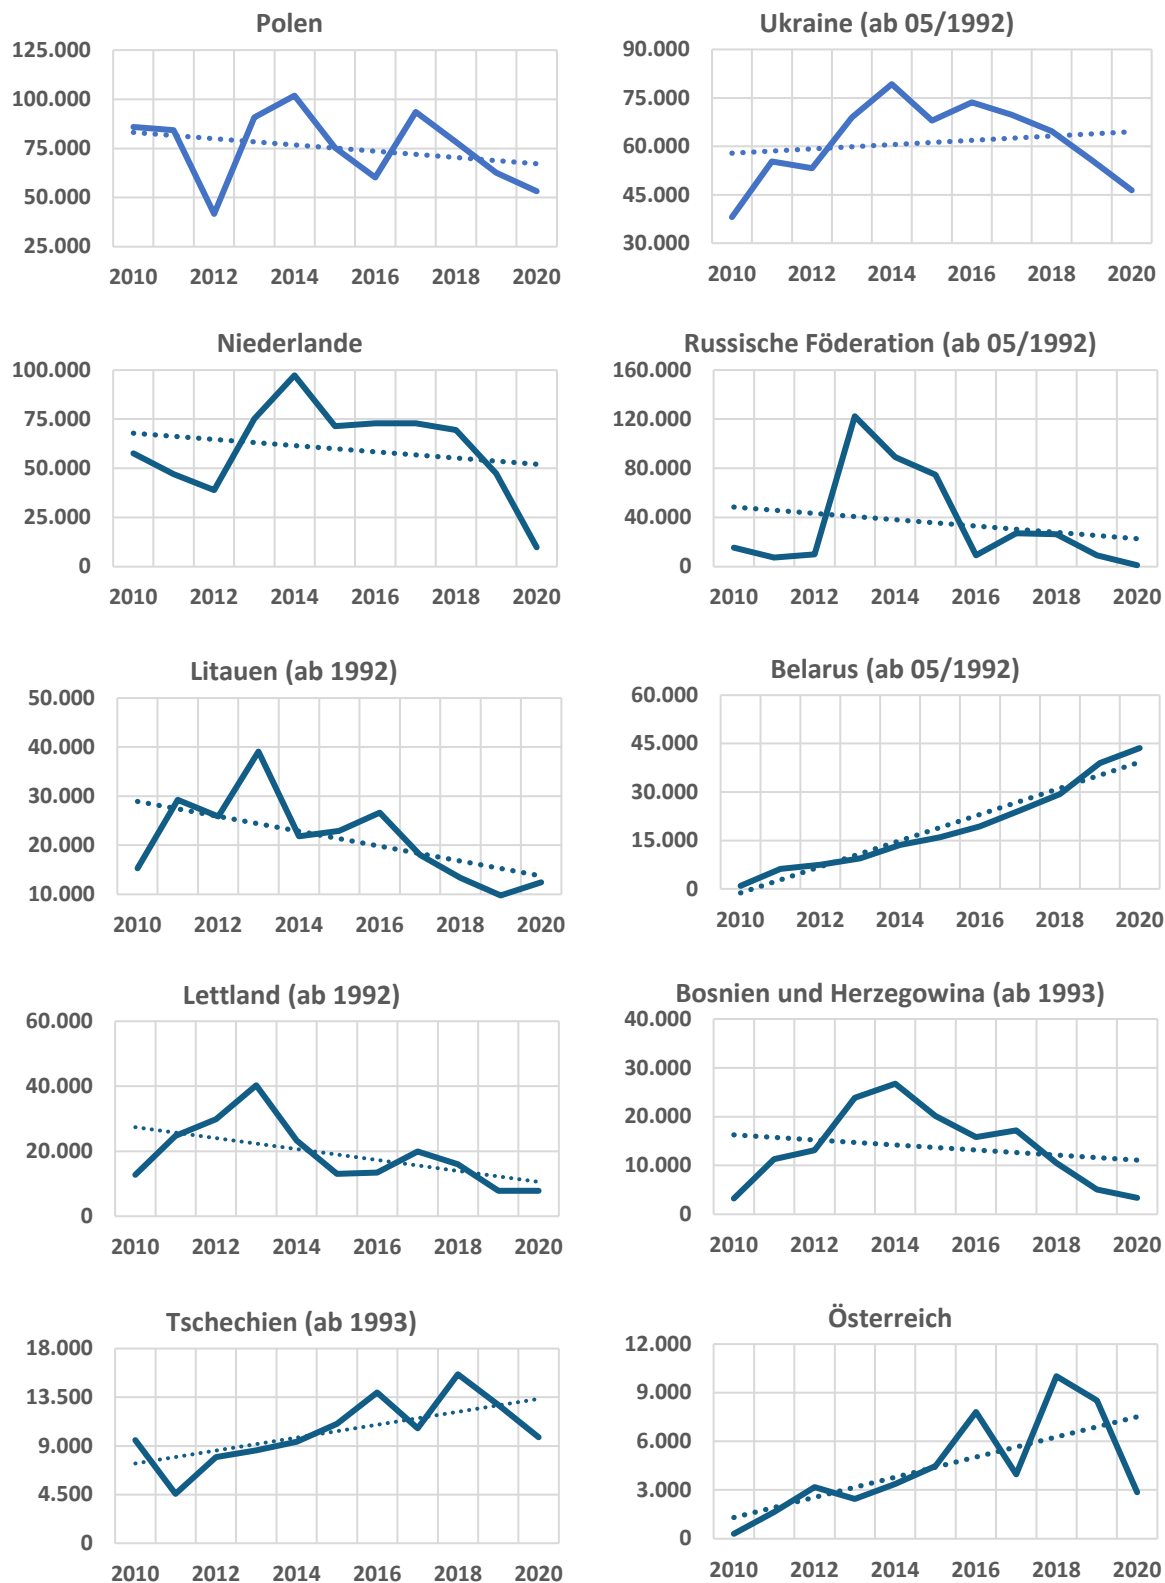 Polen
125.000
100.000
75.000
50.000
25.000
2010 2012 2014 2016 2018 2020
Ukraine (ab 05/1992)
90.000
75.000
60.000
45.000
30.000
2010 2012 2014 2016 2018 2020
Niederlande
100.000
75.000
50.000
25.000
0
2010 2012 2014 2016 2018 2020
Russische Föderation (ab 05/1992)
160.000
120.000
80.000
40.000
0
2010 2012 2014 2016 2018 2020
Litauen (ab 1992)
50.000
40.000
30.000
20.000
10.000
2010 2012 2014 2016 2018 2020
Belarus (ab 05/1992)
60.000
45.000
30.000
15.000
0
2010 2012 2014 2016 2018 2020
Lettland (ab 1992)
60.000
40.000
20.000
0
2010 2012 2014 2016 2018 2020
Bosnien und Herzegowina (ab 1993)
40.000
30.000
20.000
10.000
0
2010 2012 2014 2016 2018 2020
Tschechien (ab 1993)
18.000
13.500
9.000
4.500
0
2010 2012 2014 2016 2018 2020
Österreich
12.000
9.000
6.000
3.000
0
2010 2012 2014 2016 2018 2020